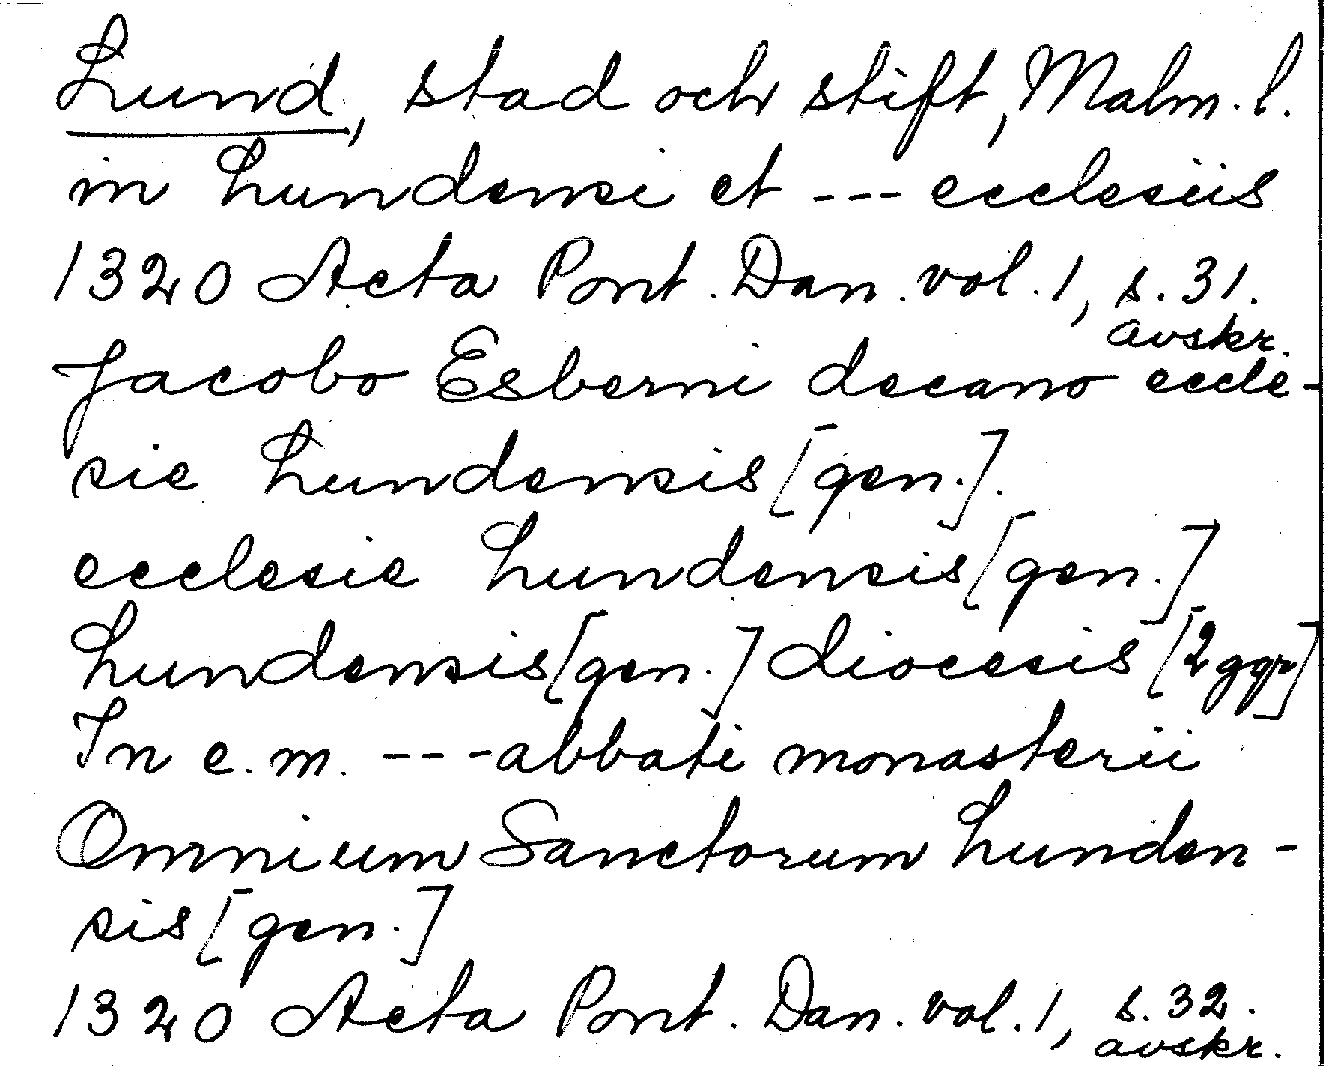 Lund, stad och stift, Malm. l.
in Lundensi et --- ecclesiis
1320 Acta Pont. Dan. vol. 1, s. 31.
avskr.
Jacobo Esberni decano eccle-
sie Lundensis [gen.].
ecclesie Lundensis [gen.]
Lundensis [gen.] diocesis [2 ggr]
In e. m. --- abbati monasterii
Omnium Sanctorum Lunden-
sis [gen.]
1320 Acta Pont. Dan. vol. 1, s. 32.
avskr.